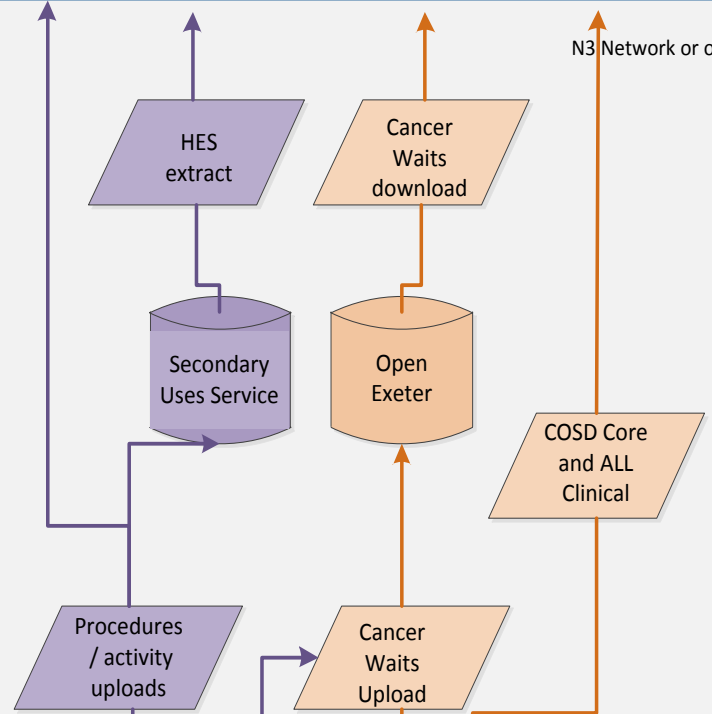 N3 Network or o
HES
extract
Cancer
Waits
download
Secondary
Uses Service
Open
Exeter
COSD Core
and ALL
Clinical
Procedures
/ activity
uploads
Cancer
Waits
Upload